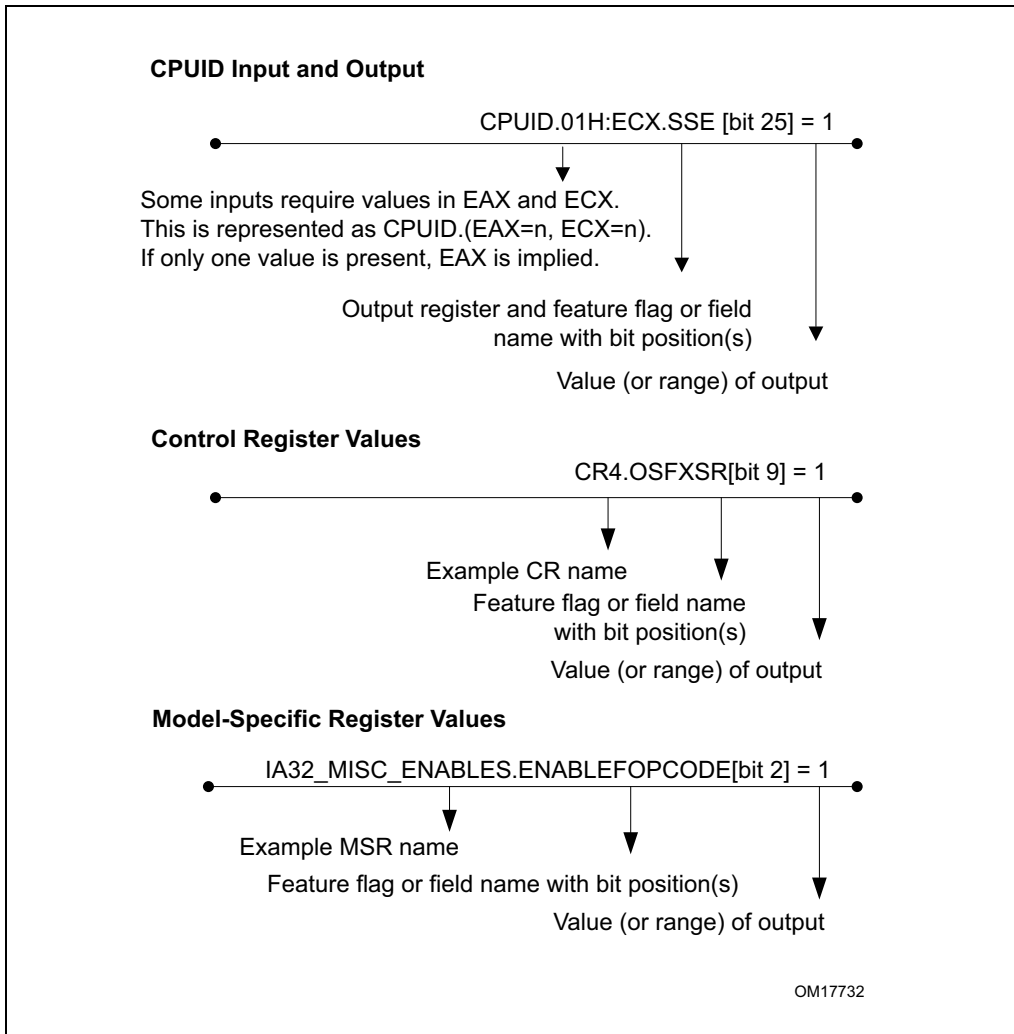 CPUID Input and Output
CPUID.01H:ECX.SSE [bit 25] = 1
Some inputs require values in EAX and ECX.
This is represented as CPUID.(EAX=n, ECX=n).
If only one value is present, EAX is implied.
Output register and feature flag or field
name with bit position(s)
Value (or range) of output
Control Register Values
CR4.OSFXSR[bit 9] = 1
Example CR name
Feature flag or field name
with bit position(s)
Value (or range) of output
Model-Specific Register Values
IA32_MISC_ENABLES.ENABLEFOPCODE[bit 2] = 1
Example MSR name
Feature flag or field name with bit position(s)
Value (or range) of output
OM17732